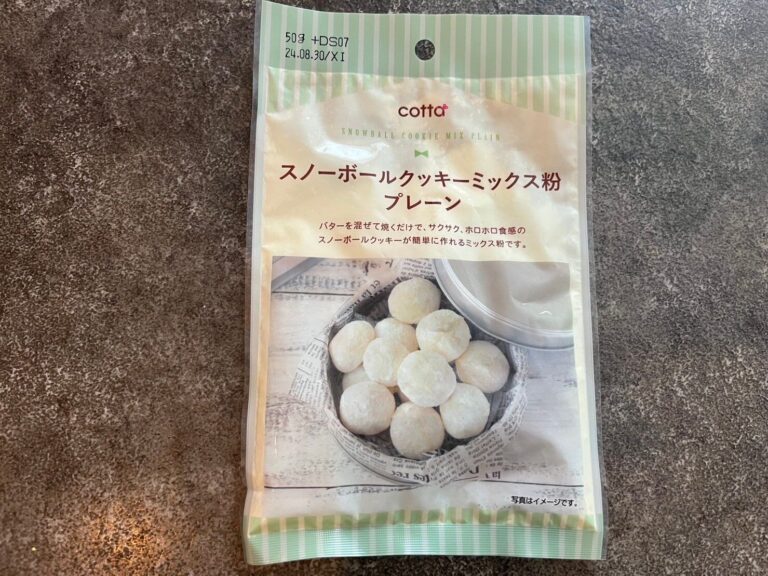 50g +DS07
24.08.30/XI
cotta
SNOWBALL COOKIE MIX PLAIN
スノーボールクッキーミックス粉
プレーン
バターを混ぜて焼くだけで、サクサク、ホロホロ食感の
スノーボールクッキーが簡単に作れるミックス粉です。
写真はイメージです。